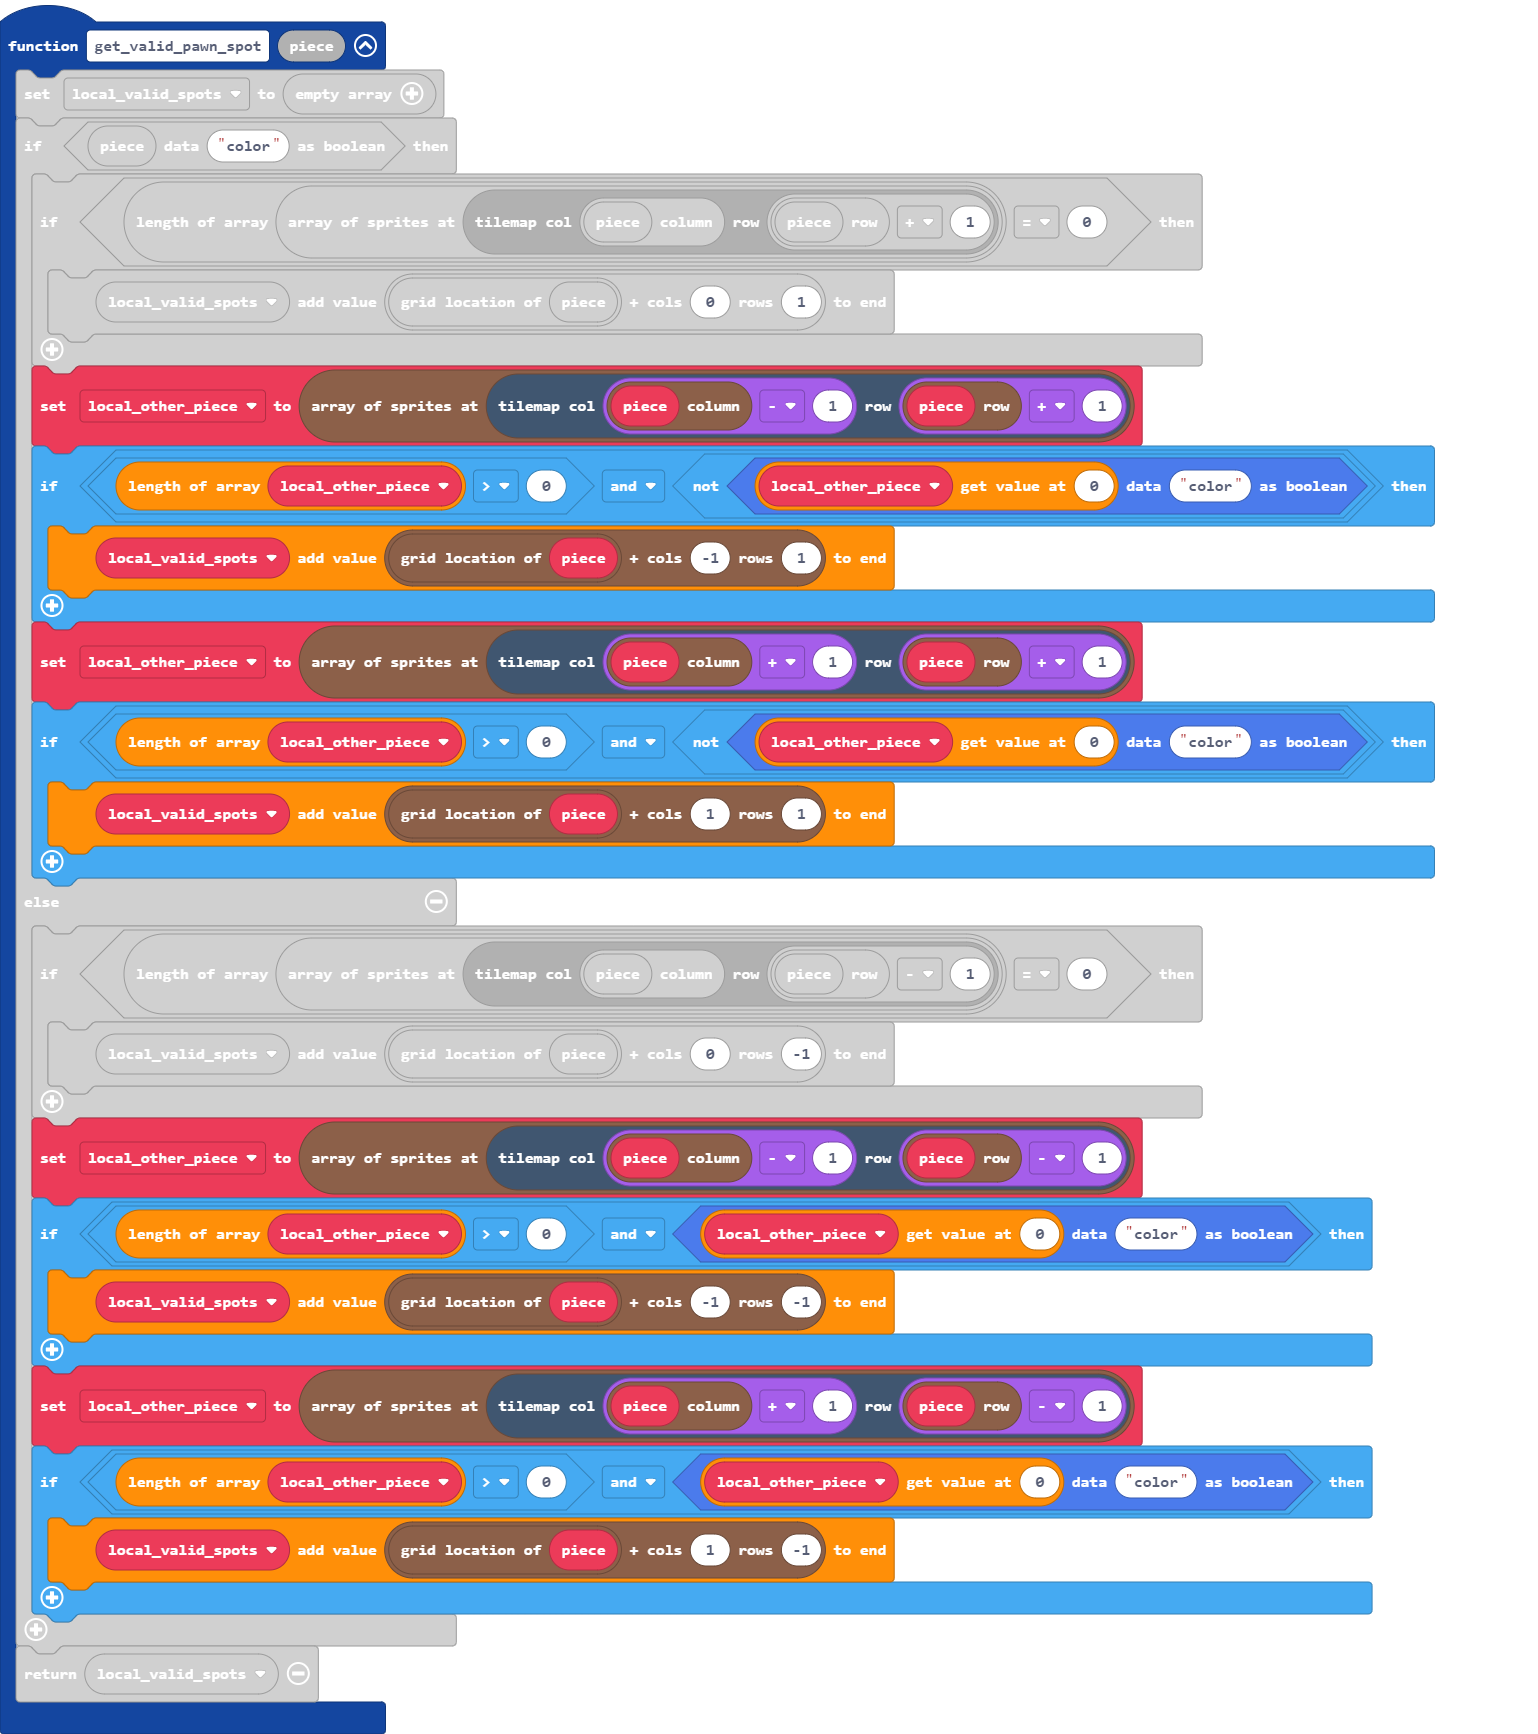 function get_valid_pawn_spot piece
set local_valid_spots to empty array
if piece data "color" as boolean then
if length of array array of sprites at tilemap col piece column row piece row + 1 = 0 then
local_valid_spots add value grid location of piece + cols 0 rows 1 to end
set local_other_piece to array of sprites at tilemap col piece column - 1 row piece row + 1
if length of array local_other_piece > 0 and not local_other_piece get value at 0 data "color" as boolean then
local_valid_spots add value grid location of piece + cols -1 rows 1 to end
set local_other_piece to array of sprites at tilemap col piece column + 1 row piece row + 1
if length of array local_other_piece > 0 and not local_other_piece get value at 0 data "color" as boolean then
local_valid_spots add value grid location of piece + cols 1 rows 1 to end
else
if length of array array of sprites at tilemap col piece column row piece row - 1 = 0 then
local_valid_spots add value grid location of piece + cols 0 rows -1 to end
set local_other_piece to array of sprites at tilemap col piece column - 1 row piece row - 1
if length of array local_other_piece > 0 and local_other_piece get value at 0 data "color" as boolean then
local_valid_spots add value grid location of piece + cols -1 rows -1 to end
set local_other_piece to array of sprites at tilemap col piece column + 1 row piece row - 1
if length of array local_other_piece > 0 and local_other_piece get value at 0 data "color" as boolean then
local_valid_spots add value grid location of piece + cols 1 rows -1 to end
return local_valid_spots